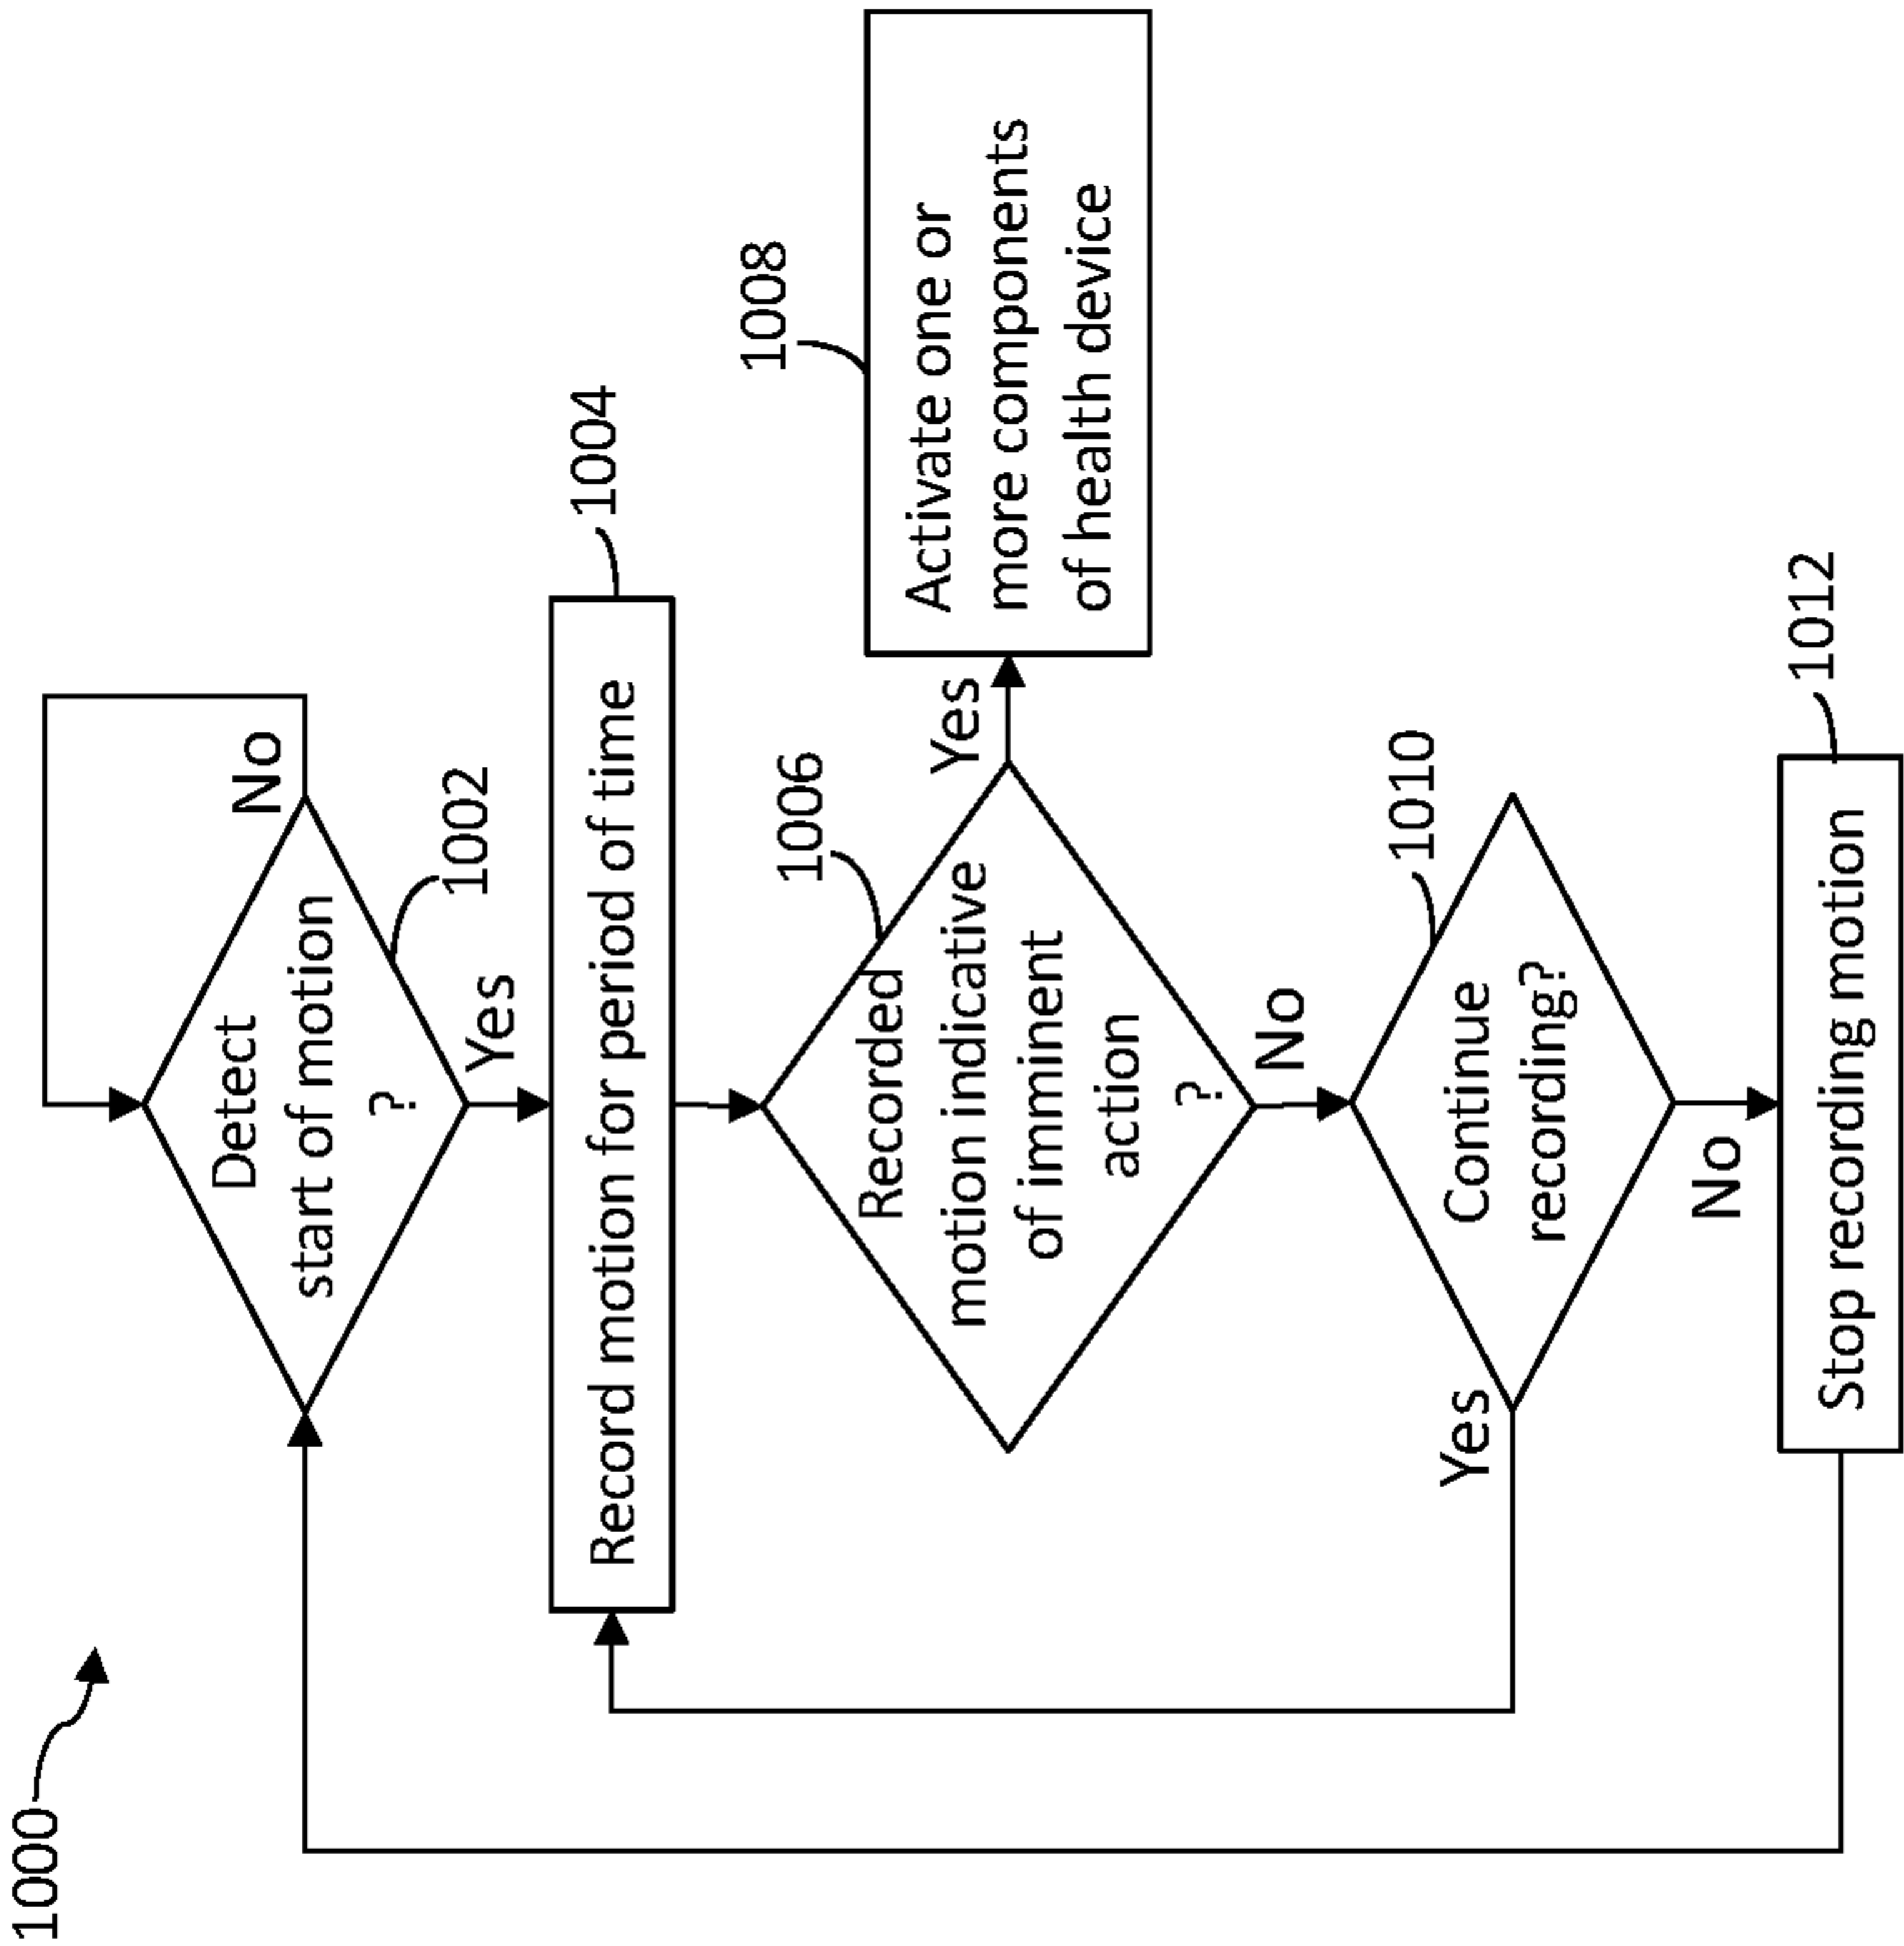 1000
Detect
start of motion
?
No
1002
Yes
Record motion for period of time
1004
Recorded
motion indicative
of imminent
action
?
1006
Yes
Activate one or
more components
of health device
1008
No
Continue
recording?
1010
Yes
No
Stop recording motion
1012